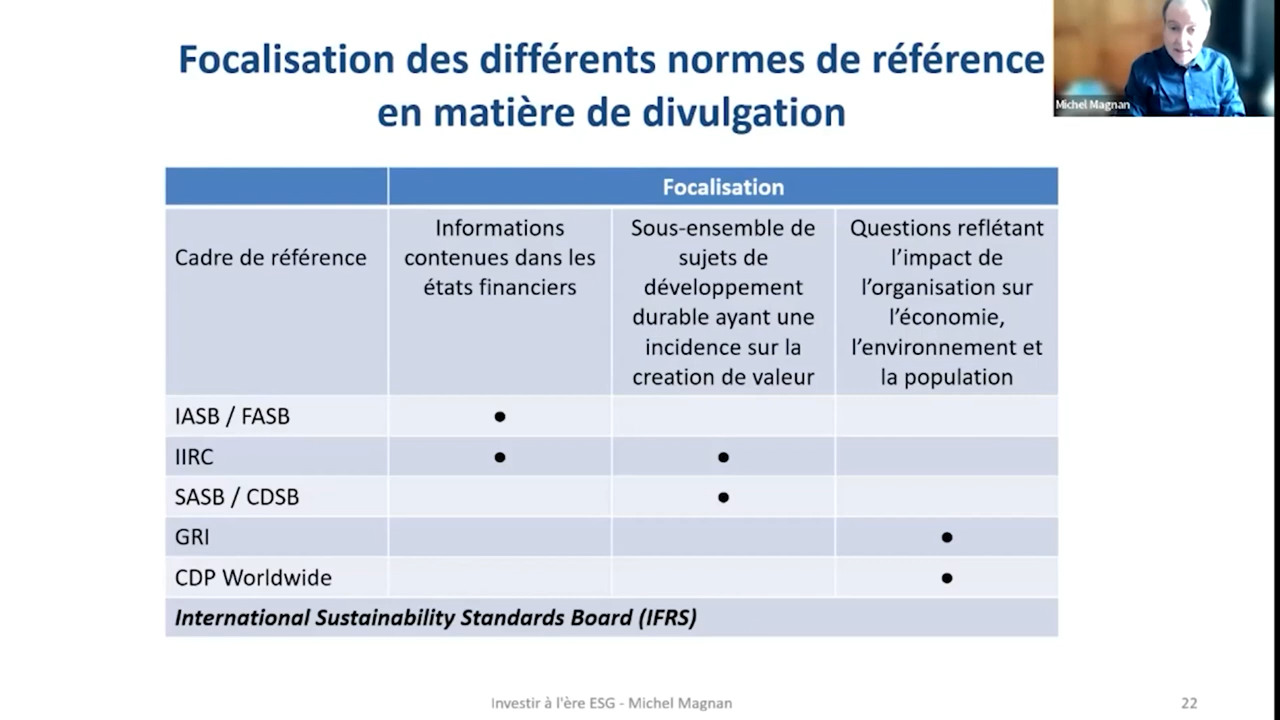 Focalisation des différents normes de référence
en matière de divulgation
Michel Magnan
Focalisation
Cadre de référence
Informations
contenues dans les
états financiers
Sous-ensemble de
sujets de
développement
durable ayant une
incidence sur la
creation de valeur
Questions reflétant
l'impact de
l'organisation sur
l'économie,
l'environnement et
la population
IASB / FASB
•
IIRC
• •
SASB / CDSB
•
GRI
•
CDP Worldwide
•
International Sustainability Standards Board (IFRS)
Investir à l'ère ESG - Michel Magnan
22